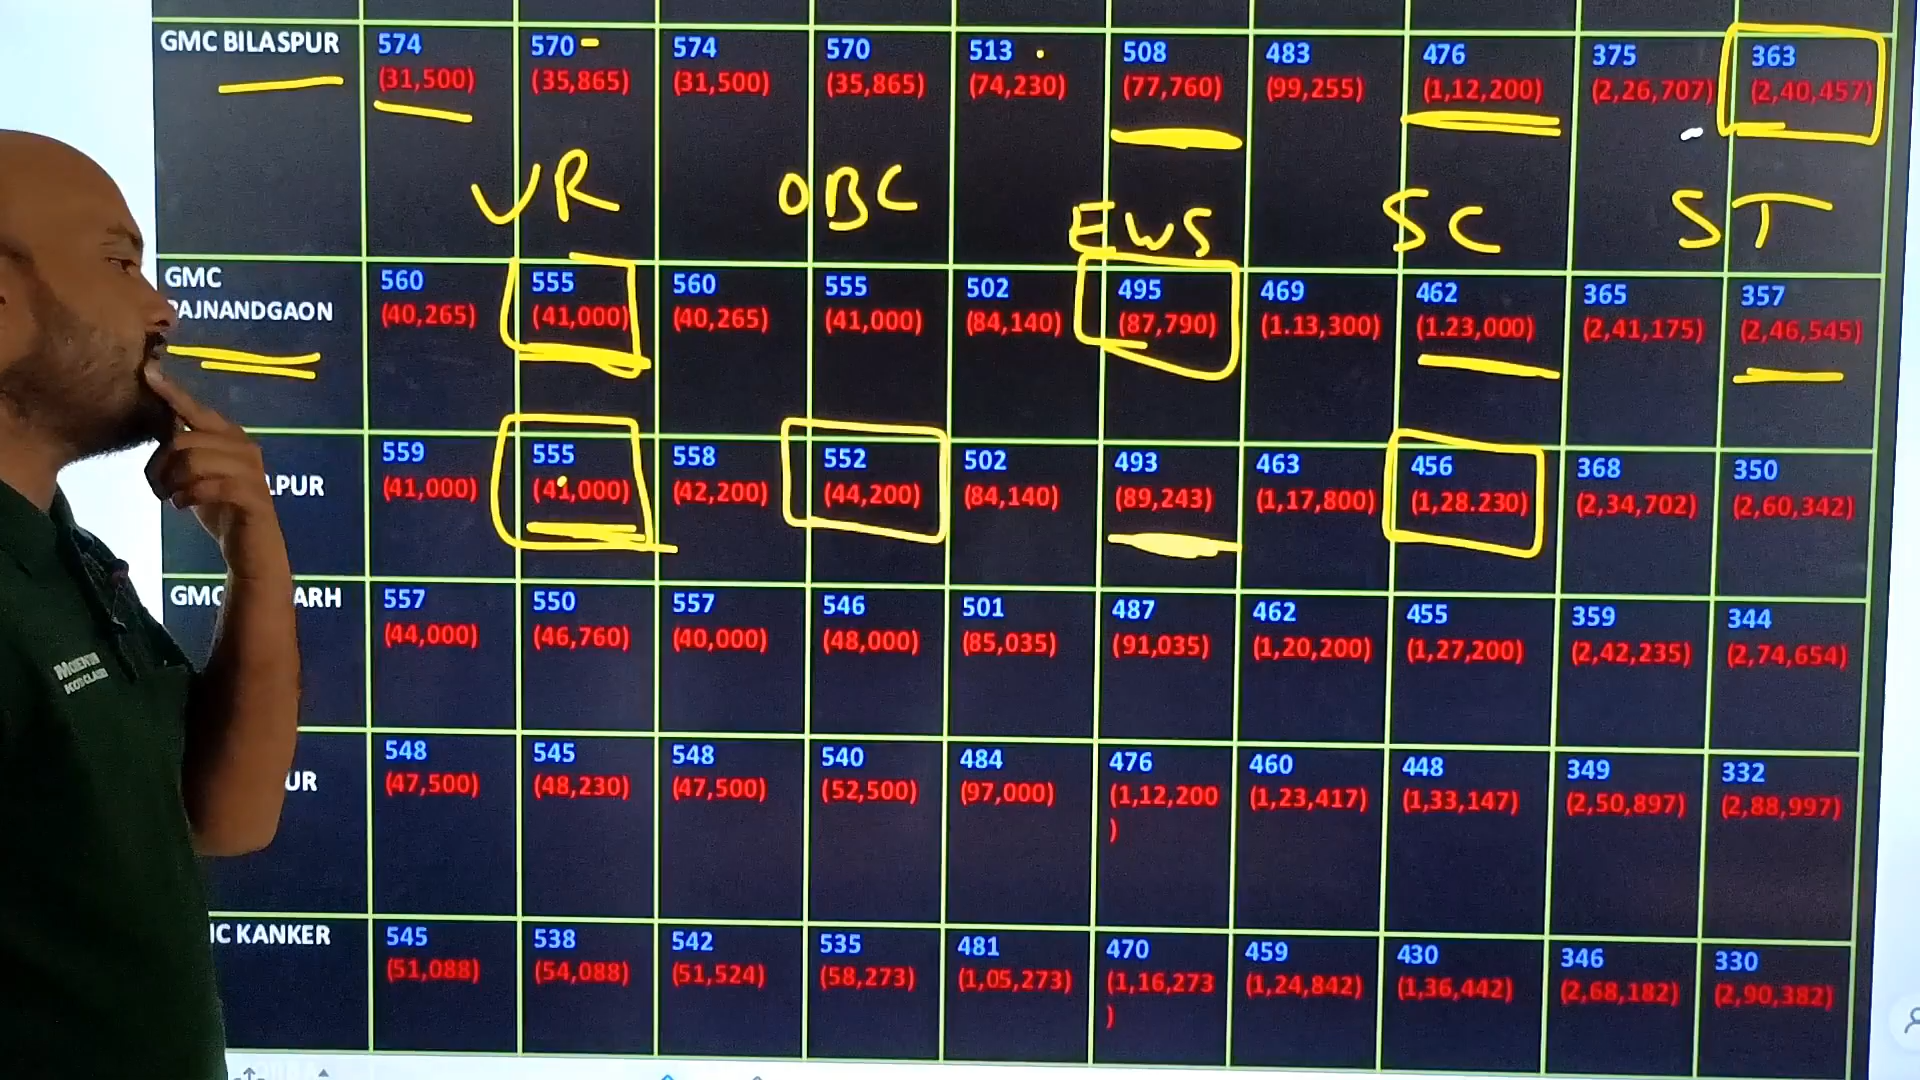 GMC BILASPUR 574 570 574 570 513 508 483 476 375 363
(31,500) (35,865) (31,500) (35,865) (74,230) (77,760) (99,255) (1,12,200) (2,26,707) (2,40,457)
UR OBC EWS SC ST
GMC 560 555 560 555 502 495 469 462 365 357
RAJNANDGAON (40,265) (41,000) (40,265) (41,000) (84,140) (87,790) (1.13,300) (1.23,000) (2,41,175) (2,46,545)
559 555 558 552 502 493 463 456 368 350
LPUR (41,000) (41,000) (42,200) (44,200) (84,140) (89,243) (1,17,800) (1,28.230) (2,34,702) (2,60,342)
GMC ARH 557 550 557 546 501 487 462 455 359 344
(44,000) (46,760) (40,000) (48,000) (85,035) (91,035) (1,20,200) (1,27,200) (2,42,235) (2,74,654)
548 545 548 540 484 476 460 448 349 332
UR (47,500) (48,230) (47,500) (52,500) (97,000) (1,12,200 (1,23,417) (1,33,147) (2,50,897) (2,88,997)
)
C KANKER 545 538 542 535 481 470 459 430 346 330
(51,088) (54,088) (51,524) (58,273) (1,05,273) (1,16,273 (1,24,842) (1,36,442) (2,68,182) (2,90,382)
)